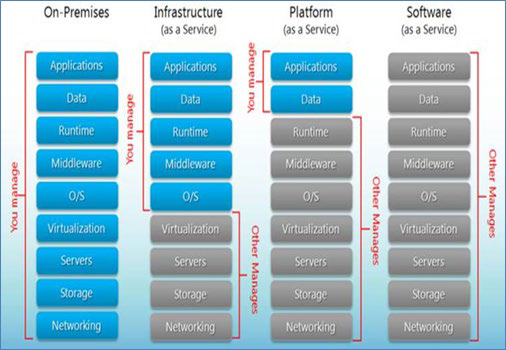 On-Premises
Infrastructure
(as a Service)
Platform
(as a Service)
Software
(as a Service)
You manage
Applications
Data
Runtime
Middleware
O/S
Virtualization
Servers
Storage
Networking
You manage
Applications
Data
Runtime
Middleware
O/S
Virtualization
Servers
Storage
Networking
Other Manages
You manage
Applications
Data
Runtime
Middleware
O/S
Virtualization
Servers
Storage
Networking
Other Manages
Applications
Data
Runtime
Middleware
O/S
Virtualization
Servers
Storage
Networking
Other Manages